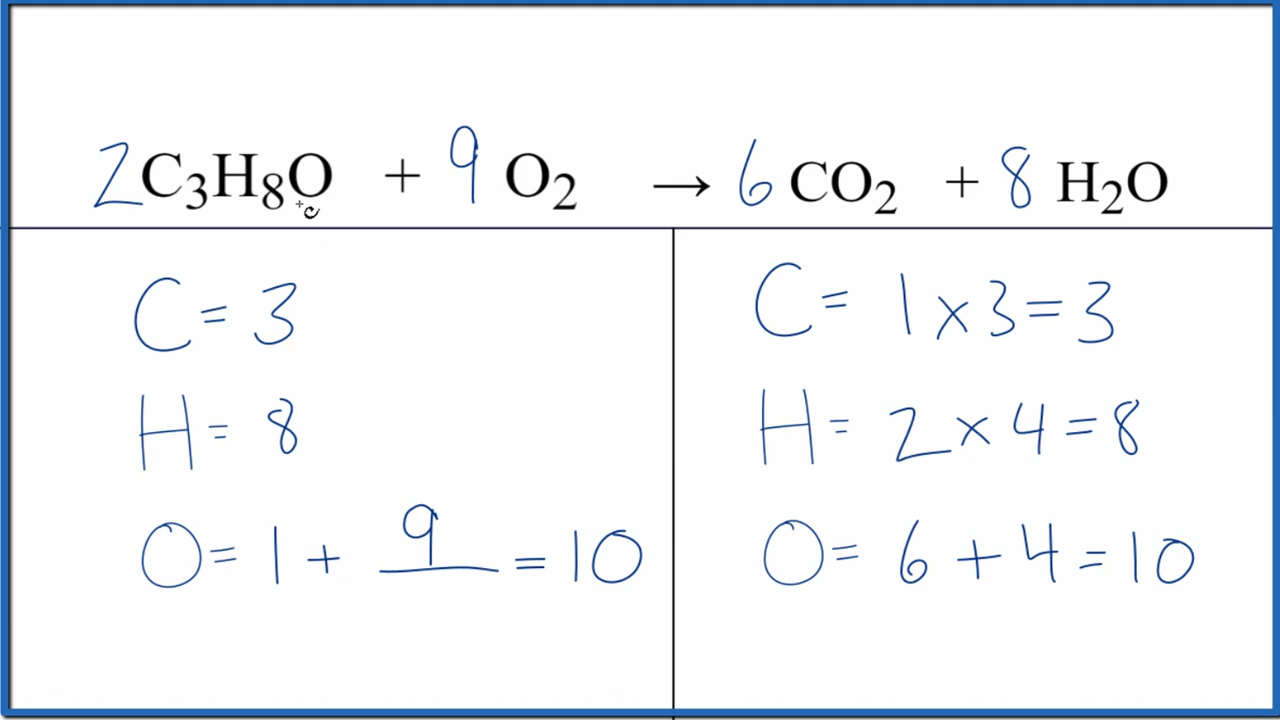 2C₃H₈O + 9 O₂ → 6 CO₂ + 8 H₂O
C = 3
H = 8
O = 1 + 9 = 10
C = 1 x 3 = 3
H = 2 x 4 = 8
O = 6 + 4 = 10